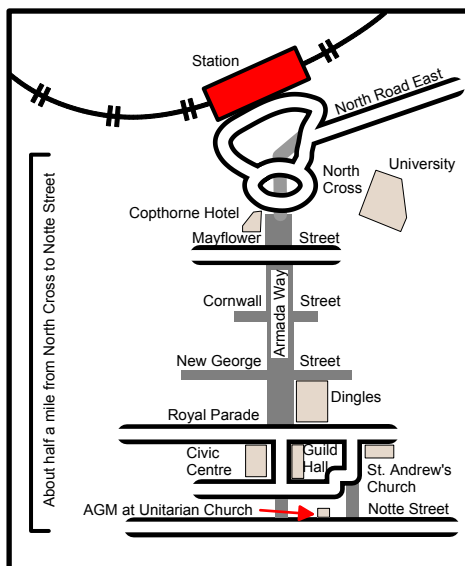 Station
North Road East
University
North
Cross
Copthorne Hotel
Mayflower Street
Armada Way
Cornwall Street
New George Street
Dingles
Royal Parade
Civic
Centre
Guild
Hall
St. Andrew's
Church
AGM at Unitarian Church
Notte Street
About half a mile from North Cross to Notte Street